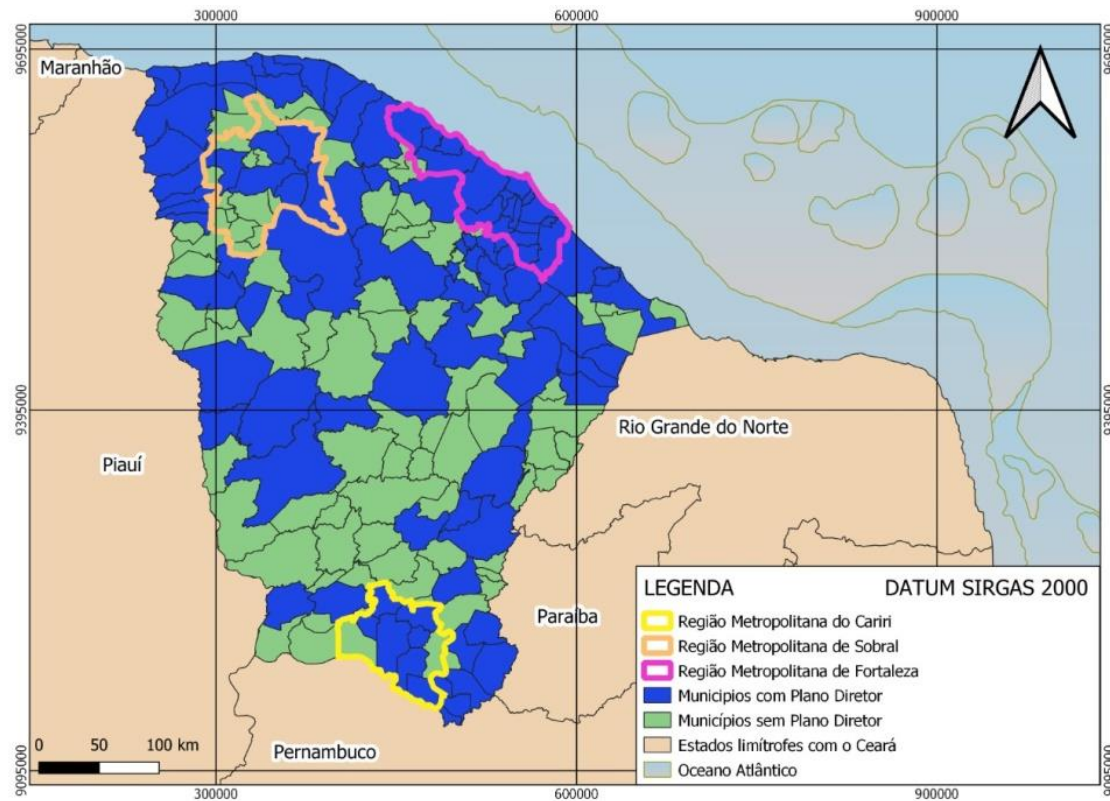 300000 600000 900000
9695000 9695000
Maranhão
9395000 9395000
Rio Grande do Norte
Piauí
LEGENDA DATUM SIRGAS 2000
Região Metropolitana do Cariri
Região Metropolitana de Sobral
Região Metropolitana de Fortaleza
Municipios com Plano Diretor
Municípios sem Plano Diretor
Estados limítrofes com o Ceará
Oceano Atlântico
Paraíba
Pernambuco
0 50 100 km
9095000 9095000
300000 600000 900000